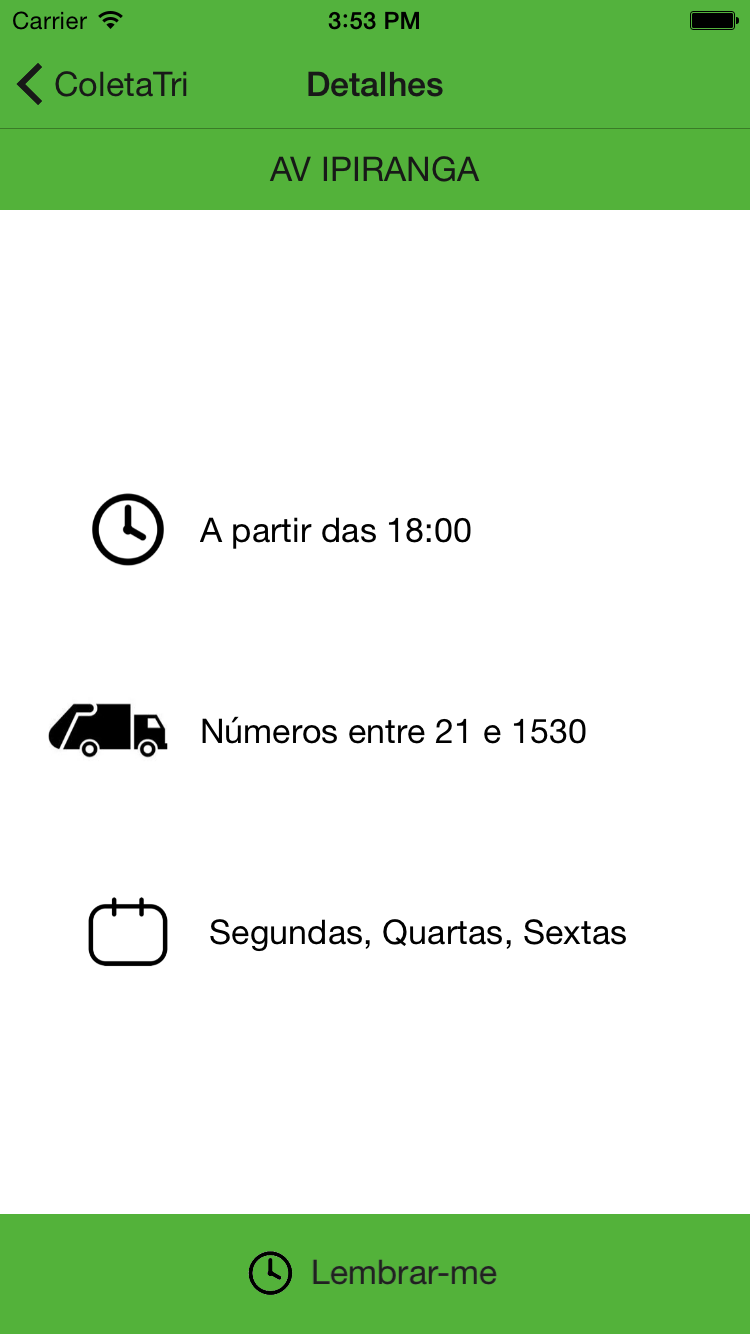 Carrier 3:53 PM
ColetaTri Detalhes
AV IPIRANGA
A partir das 18:00
Números entre 21 e 1530
Segundas, Quartas, Sextas
Lembrar-me